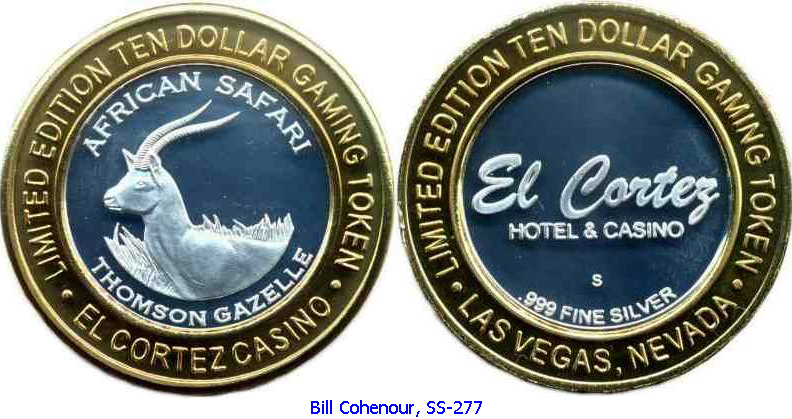 LIMITED EDITION TEN DOLLAR GAMING TOKEN
• EL CORTEZ CASINO •
AFRICAN SAFARI
THOMSON GAZELLE
LIMITED EDITION TEN DOLLAR GAMING TOKEN
• LAS VEGAS, NEVADA •
El Cortez
HOTEL & CASINO
S
.999 FINE SILVER
Bill Cohenour, SS-277